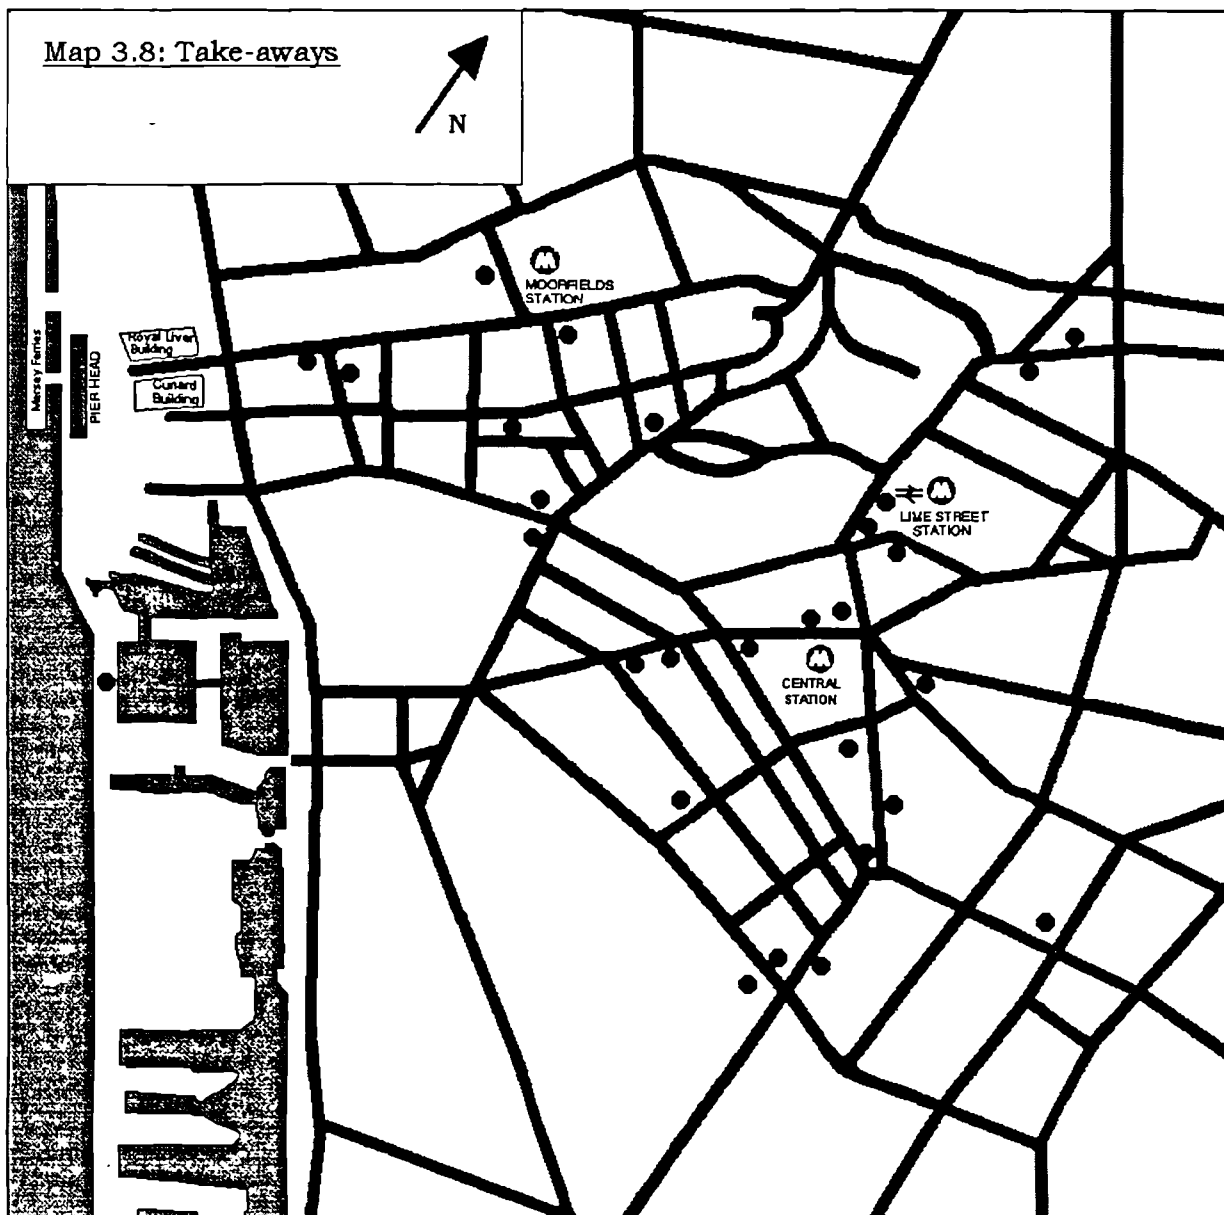 Map 3.8: Take-aways
N
MOORFIELDS
STATION
Royal Liver
Building
Cunard
Building
Mersey Ferries
PIER HEAD
LIME STREET
STATION
CENTRAL
STATION